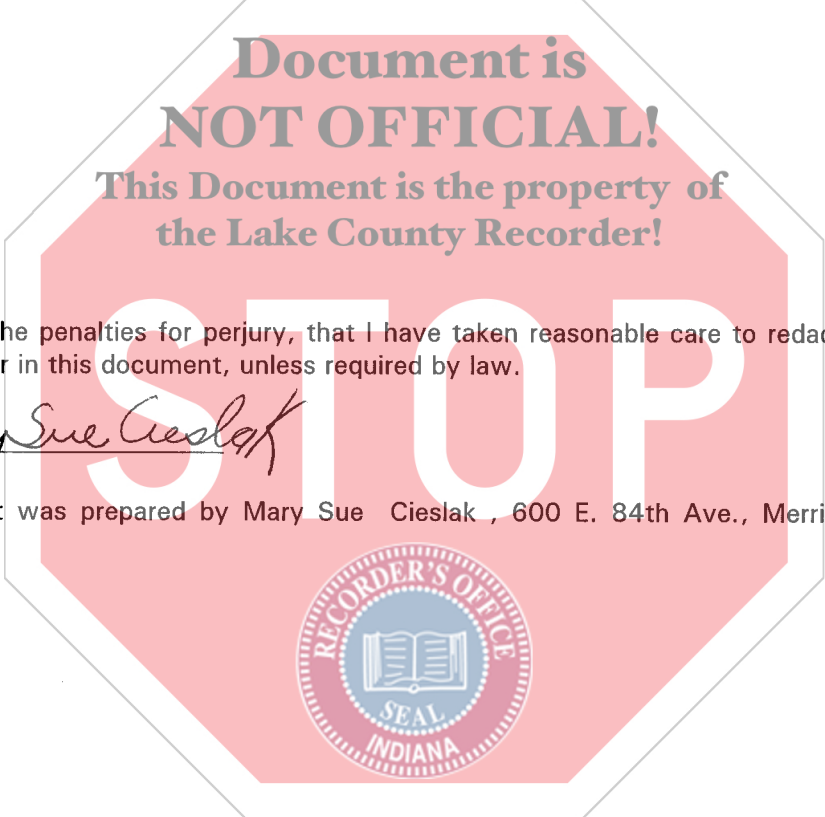 Document is
NOT OFFICIAL!
This Document is the property of
the Lake County Recorder!
STOP
he penalties for perjury, that I have taken reasonable care to redac
r in this document, unless required by law.
Sue Cieslak
t was prepared by Mary Sue Cieslak , 600 E. 84th Ave., Merri
RECORDER'S OFFICE
SEAL
INDIANA